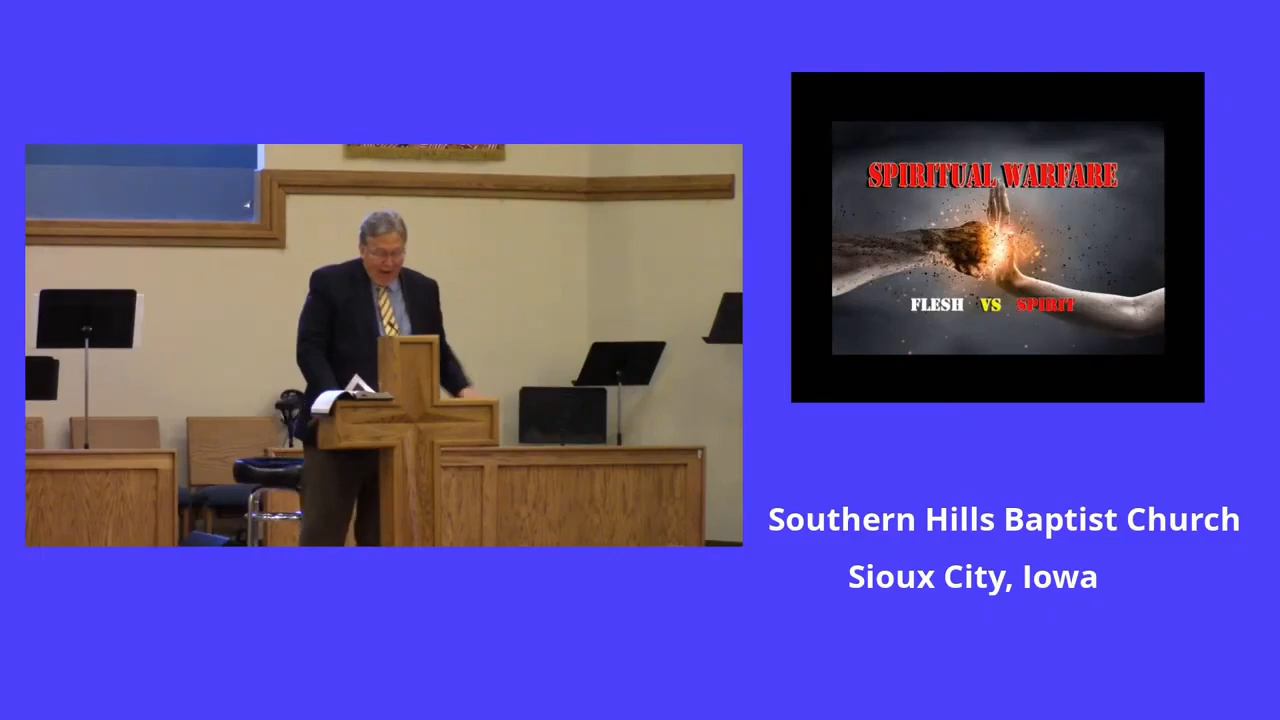 SPIRITUAL WARFARE
FLESH VS SPIRIT
Southern Hills Baptist Church
Sioux City, Iowa